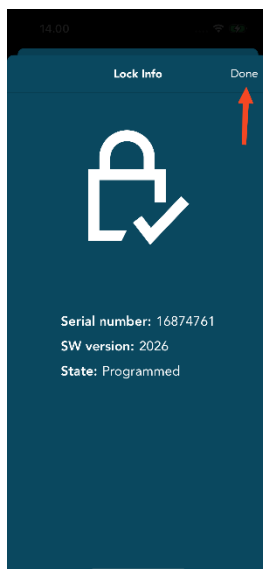 14.00
Lock Info
Done
Serial number: 16874761
SW version: 2026
State: Programmed